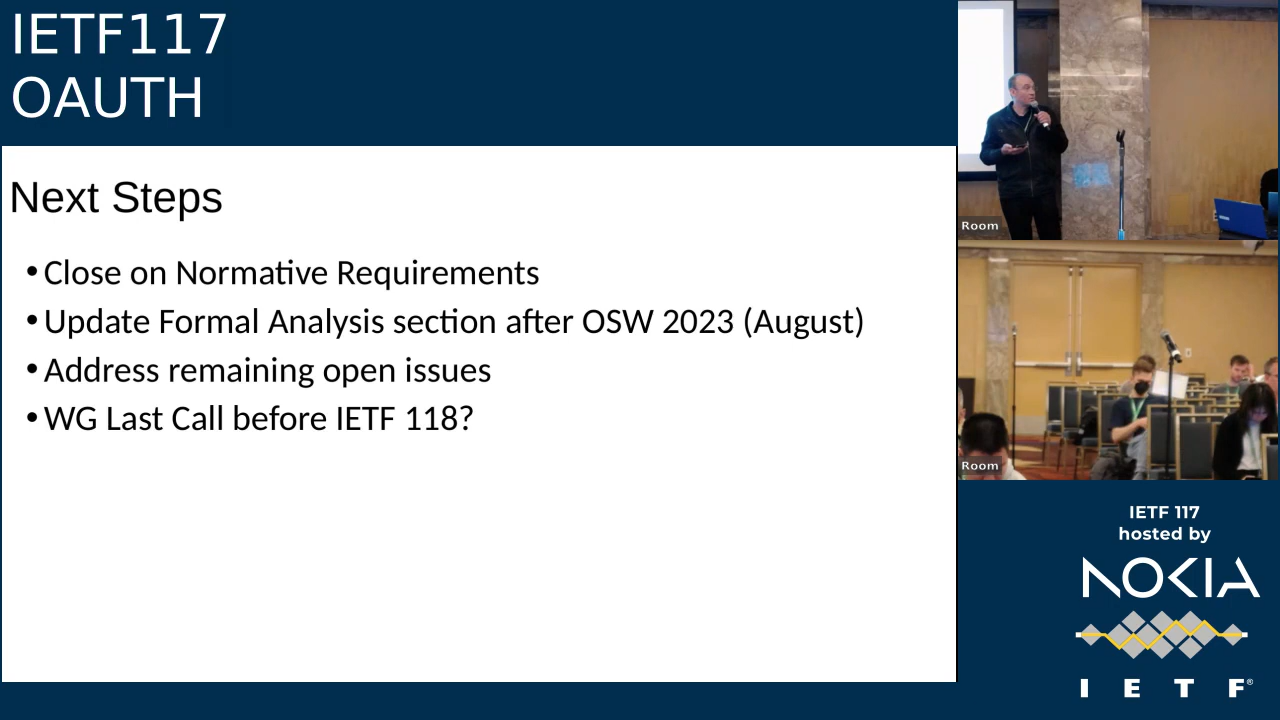 IETF117
OAUTH
Next Steps
• Close on Normative Requirements
• Update Formal Analysis section after OSW 2023 (August)
• Address remaining open issues
• WG Last Call before IETF 118?
Room
Room
IETF 117
hosted by
NOKIA
I E T F®